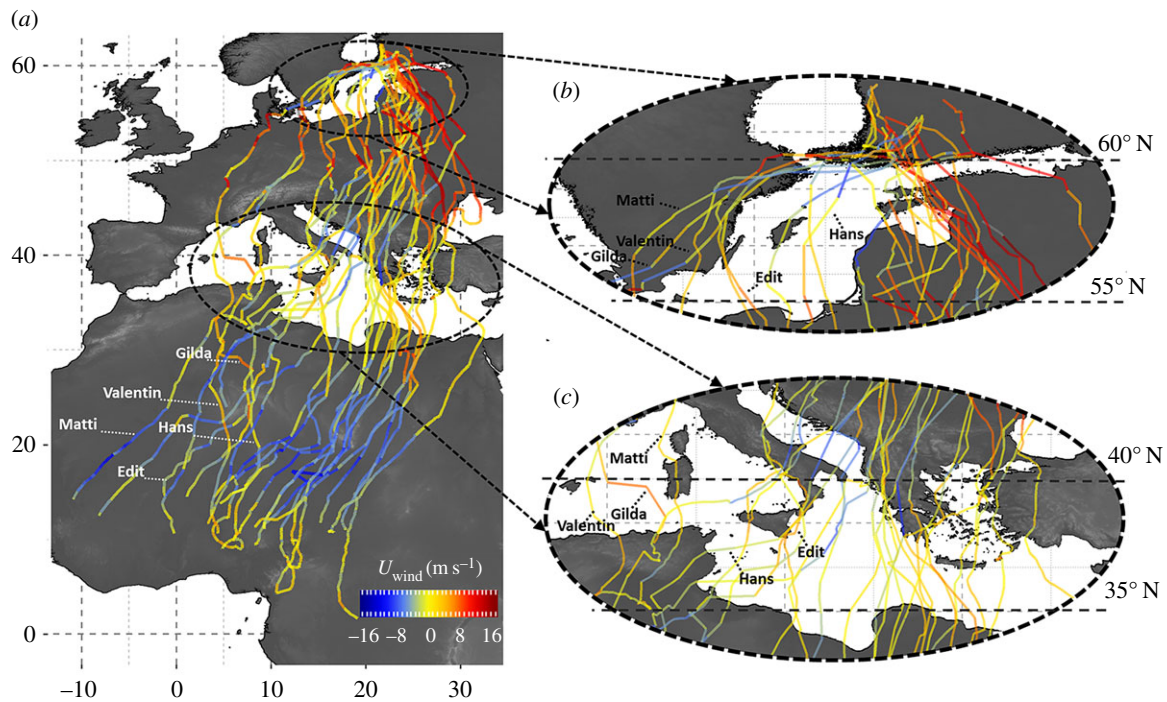 (a)
60
40
20
0
−10 0 10 20 30
Gilda
Valentin
Matti
Hans
Edit
Uwind (m s−1)
−16 −8 0 8 16
(b)
60° N
Matti
Valentin
Hans
Gilda
Edit
55° N
(c)
40° N
Matti
Gilda
Valentin
Edit
Hans
35° N